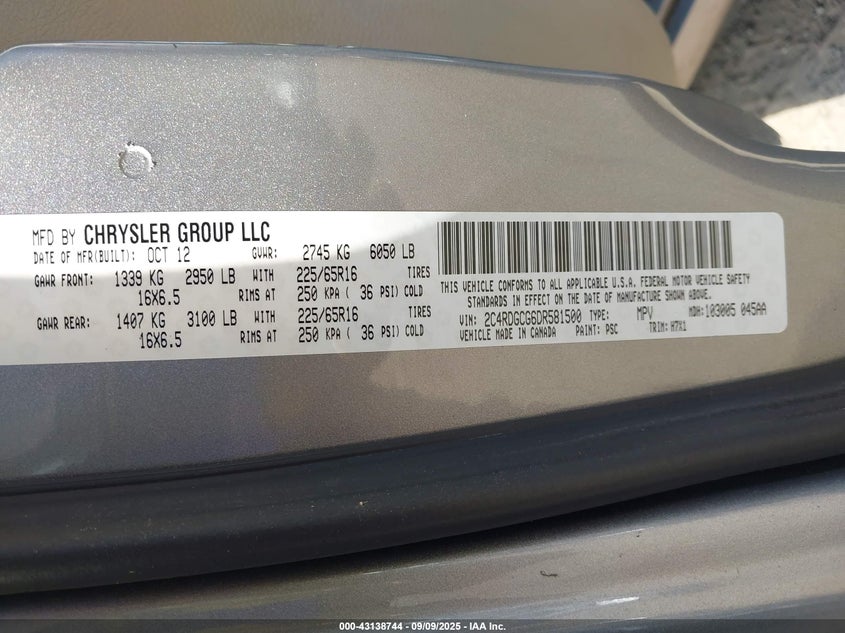 MFD BY CHRYSLER GROUP LLC
DATE OF MFR(BUILT): OCT 12 GVWR: 2745 KG 6050 LB
GAWR FRONT: 1339 KG 2950 LB WITH 225/65R16 TIRES
16X6.5 RIMS AT 250 KPA ( 36 PSI) COLD
GAWR REAR: 1407 KG 3100 LB WITH 225/65R16 TIRES
16X6.5 RIMS AT 250 KPA ( 36 PSI) COLD
THIS VEHICLE CONFORMS TO ALL APPLICABLE U.S.A. FEDERAL MOTOR VEHICLE SAFETY
STANDARDS IN EFFECT ON THE DATE OF MANUFACTURE SHOWN ABOVE.
VIN: 2C4RDGCG6DR581500 TYPE: MPV MDH: 103005 045AA
VEHICLE MADE IN CANADA PAINT: PSC TRIM: H7X1
000-43138744 - 09/09/2025 - IAA Inc.